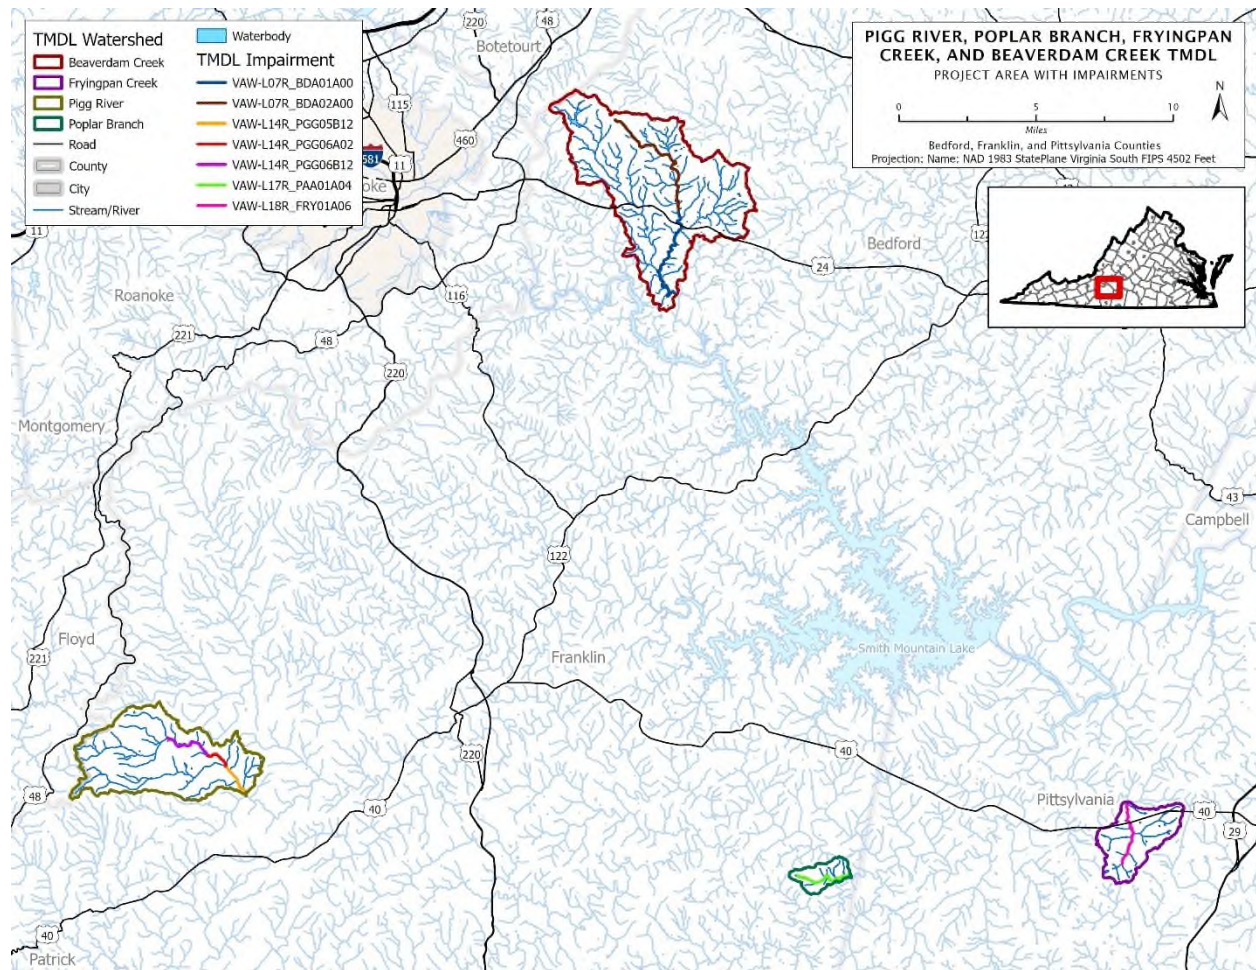 TMDL Watershed
Beaverdam Creek
Fryingpan Creek
Pigg River
Poplar Branch
Road
County
City
Stream/River
Waterbody
TMDL Impairment
VAW-L07R_BDA01A00
VAW-L07R_BDA02A00
VAW-L14R_PGG05B12
VAW-L14R_PGG06A02
VAW-L14R_PGG06B12
VAW-L17R_PAA01A04
VAW-L18R_FRY01A06
PIGG RIVER, POPLAR BRANCH, FRYINGPAN
CREEK, AND BEAVERDAM CREEK TMDL
PROJECT AREA WITH IMPAIRMENTS
N
0 5 10
Miles
Bedford, Franklin, and Pittsylvania Counties
Projection: Name: NAD 1983 StatePlane Virginia South FIPS 4502 Feet
220
48
Botetourt
115
460
581
11
oke
11
122
Bedford
24
Roanoke
116
221
48
220
Montgomery
43
Campbell
122
Floyd
221
Franklin
Smith Mountain Lake
220
40
48
40
Pittsylvania
40
29
40
Patrick